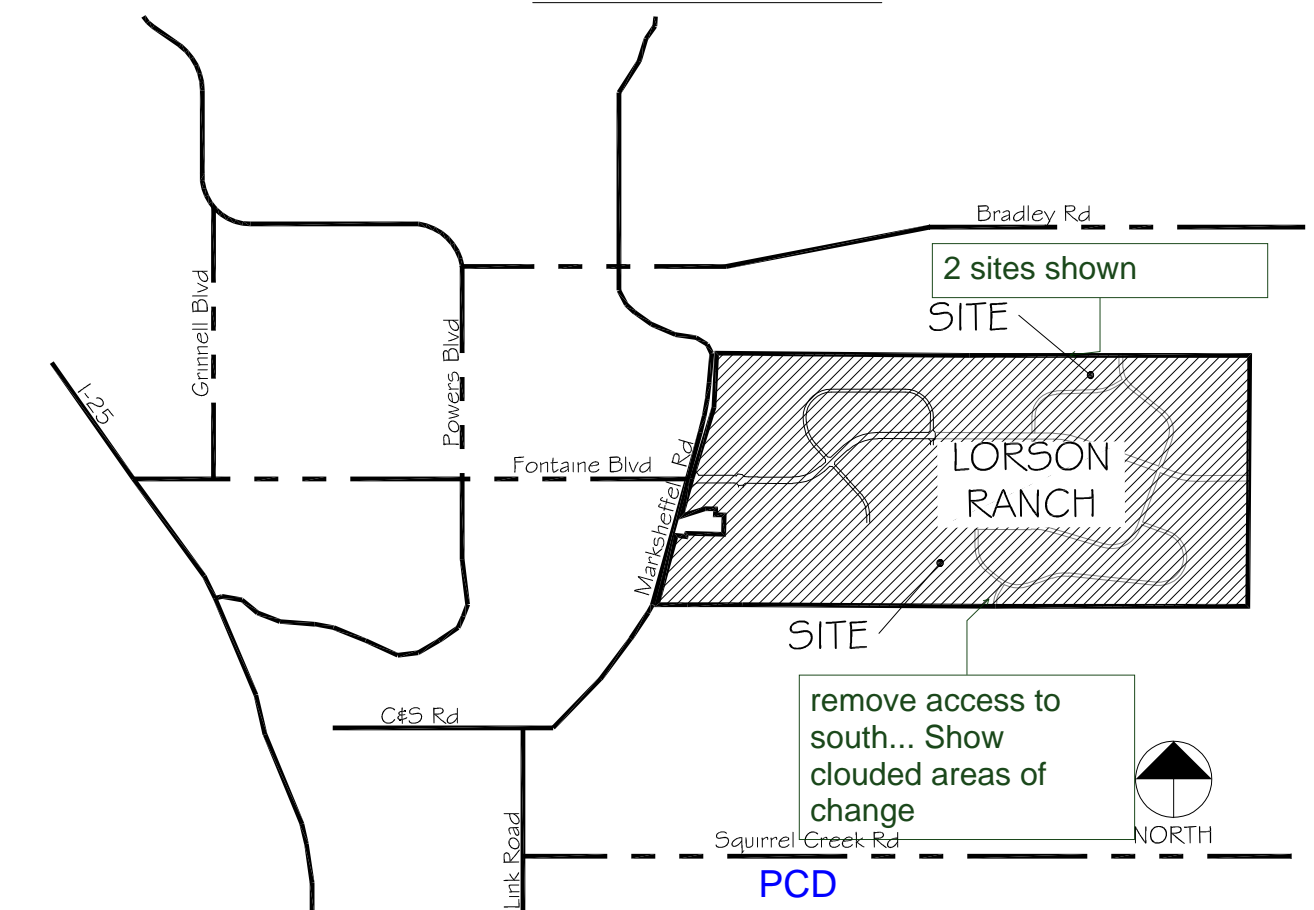 Bradley Rd
2 sites shown
SITE
Grinnell Blvd
Powers Blvd
I-25
Fontaine Blvd
Marksheffel Rd
LORSON
RANCH
SITE
remove access to
south... Show
clouded areas of
change
C&S Rd
NORTH
Link Road
Squirrel Creek Rd
PCD